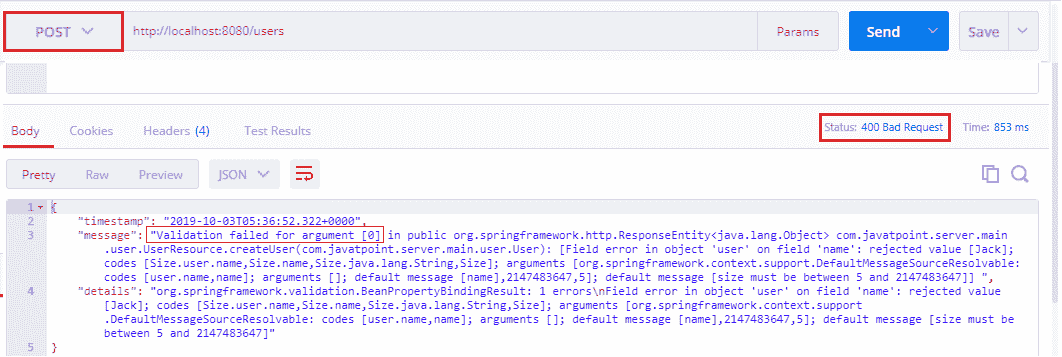 POST
http://localhost:8080/users
Params
Send
Save
Body
Cookies
Headers (4)
Test Results
Status: 400 Bad Request
Time: 853 ms
Pretty
Raw
Preview
JSON
1 {
2 "timestamp": "2019-10-03T05:36:52.322+0000",
3 "message": "Validation failed for argument [0] in public org.springframework.http.ResponseEntity<java.lang.Object> com.javatpoint.server.main
.user.UserResource.createUser(com.javatpoint.server.main.user.User): [Field error in object 'user' on field 'name': rejected value [Jack];
codes [Size.user.name,Size.name,Size.java.lang.String,Size]; arguments [org.springframework.context.support.DefaultMessageSourceResolvable:
codes [user.name,name]; arguments []; default message [name],2147483647,5]; default message [size must be between 5 and 2147483647]] ",
4 "details": "org.springframework.validation.BeanPropertyBindingResult: 1 errors\nField error in object 'user' on field 'name': rejected value
[Jack]; codes [Size.user.name,Size.name,Size.java.lang.String,Size]; arguments [org.springframework.context.support
.DefaultMessageSourceResolvable: codes [user.name,name]; arguments []; default message [name],2147483647,5]; default message [size must be
between 5 and 2147483647]"
5 }